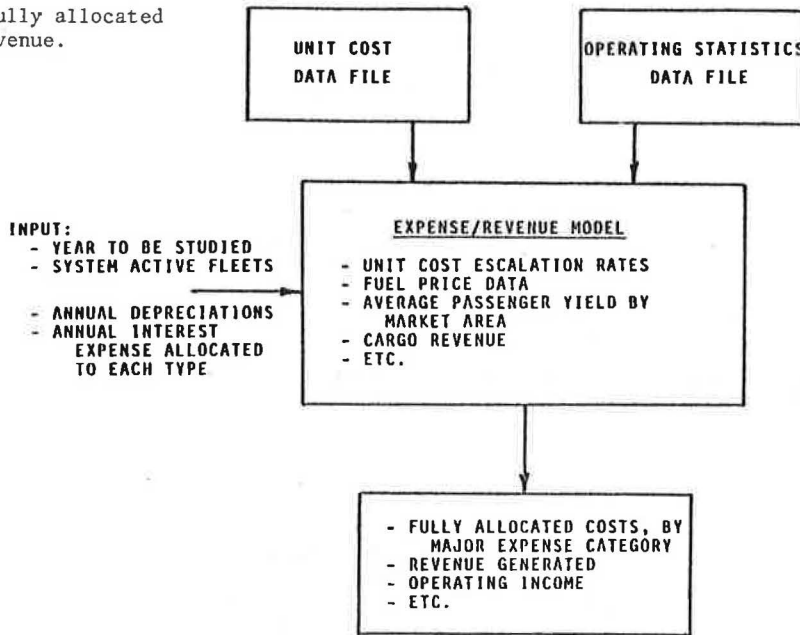 ully allocated
venue.
UNIT COST
DATA FILE
OPERATING STATISTICS
DATA FILE
INPUT:
- YEAR TO BE STUDIED
- SYSTEM ACTIVE FLEETS
- ANNUAL DEPRECIATIONS
- ANNUAL INTEREST
EXPENSE ALLOCATED
TO EACH TYPE
EXPENSE/REVENUE MODEL
- UNIT COST ESCALATION RATES
- FUEL PRICE DATA
- AVERAGE PASSENGER YIELD BY
MARKET AREA
- CARGO REVENUE
- ETC.
- FULLY ALLOCATED COSTS, BY
MAJOR EXPENSE CATEGORY
- REVENUE GENERATED
- OPERATING INCOME
- ETC.